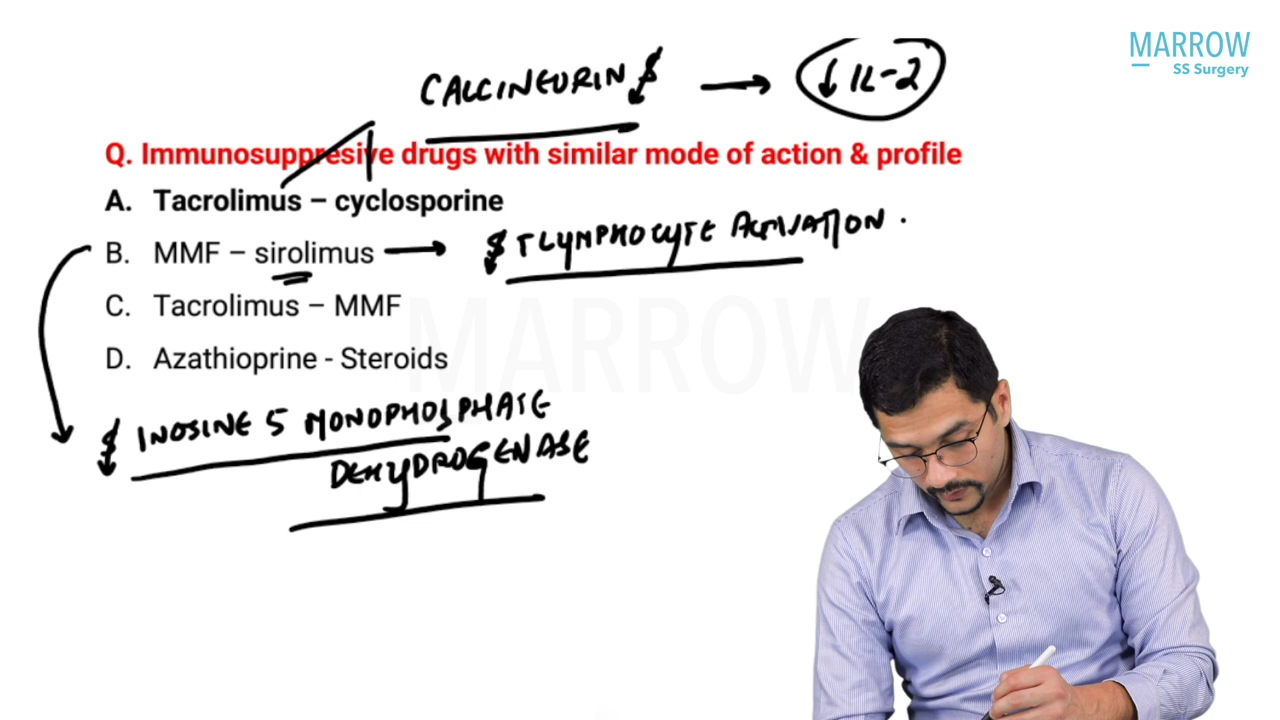 MARROW
SS Surgery
CALCINEURIN $ → ↓ IL-2
Q. Immunosuppresive drugs with similar mode of action & profile
A. Tacrolimus – cyclosporine
B. MMF – sirolimus → $ T LYMPHOCYTE ACTIVATION.
C. Tacrolimus – MMF
D. Azathioprine - Steroids
MARROW
$ INOSINE 5 MONOPHOSPHATE
DEHYDROGENASE